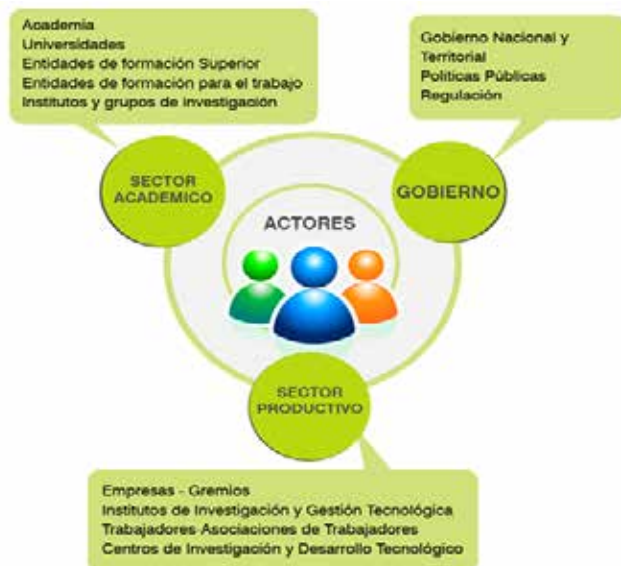 Academia
Universidades
Entidades de formación Superior
Entidades de formación para el trabajo
Institutos y grupos de investigación
Gobierno Nacional y
Territorial
Políticas Públicas
Regulación
SECTOR
ACADEMICO
GOBIERNO
ACTORES
SECTOR
PRODUCTIVO
Empresas - Gremios
Institutos de Investigación y Gestión Tecnológica
Trabajadores-Asociaciones de Trabajadores
Centros de Investigación y Desarrollo Tecnológico